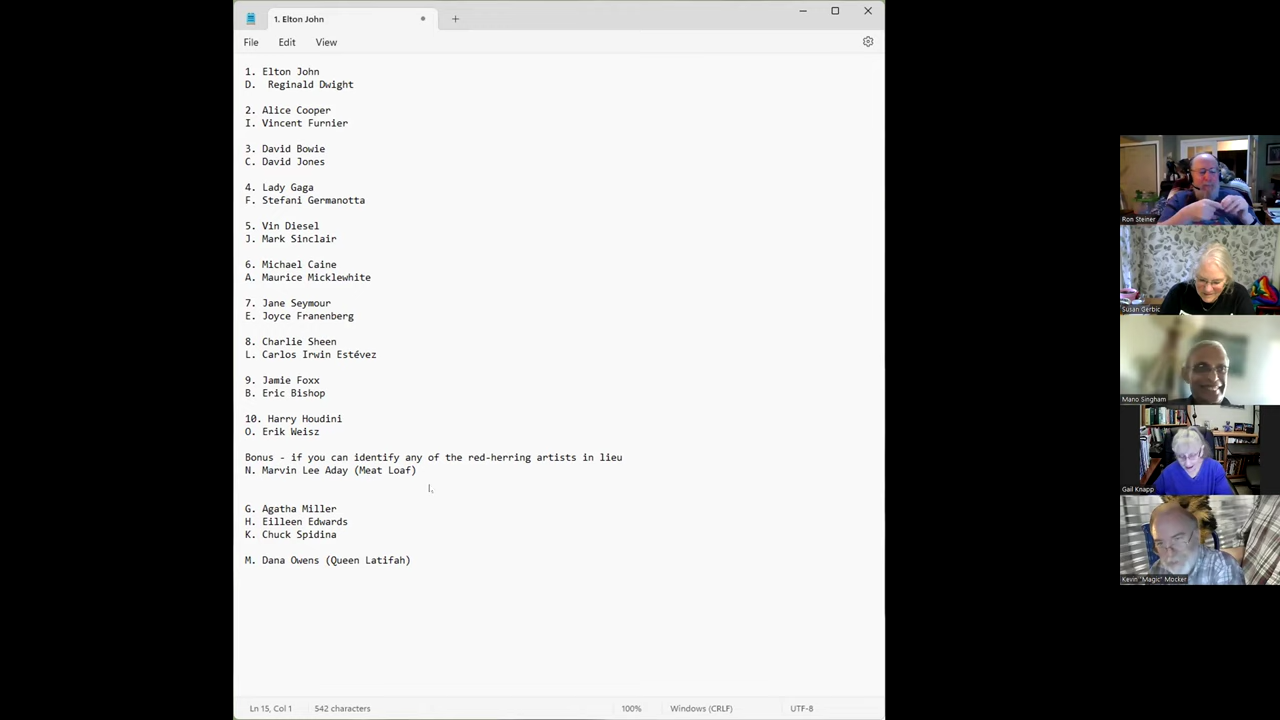 1. Elton John
File Edit View
1. Elton John
D. Reginald Dwight
2. Alice Cooper
I. Vincent Furnier
3. David Bowie
C. David Jones
4. Lady Gaga
F. Stefani Germanotta
5. Vin Diesel
J. Mark Sinclair
6. Michael Caine
A. Maurice Micklewhite
7. Jane Seymour
E. Joyce Franenberg
8. Charlie Sheen
L. Carlos Irwin Estévez
9. Jamie Foxx
B. Eric Bishop
10. Harry Houdini
O. Erik Weisz
Bonus - if you can identify any of the red-herring artists in lieu
N. Marvin Lee Aday (Meat Loaf)
G. Agatha Miller
H. Eilleen Edwards
K. Chuck Spidina
M. Dana Owens (Queen Latifah)
Ln 15, Col 1 542 characters 100% Windows (CRLF) UTF-8
Ron Steiner
Susan Gerbic
Mano Singham
Gail Knapp
Kevin "Magic" Mocker